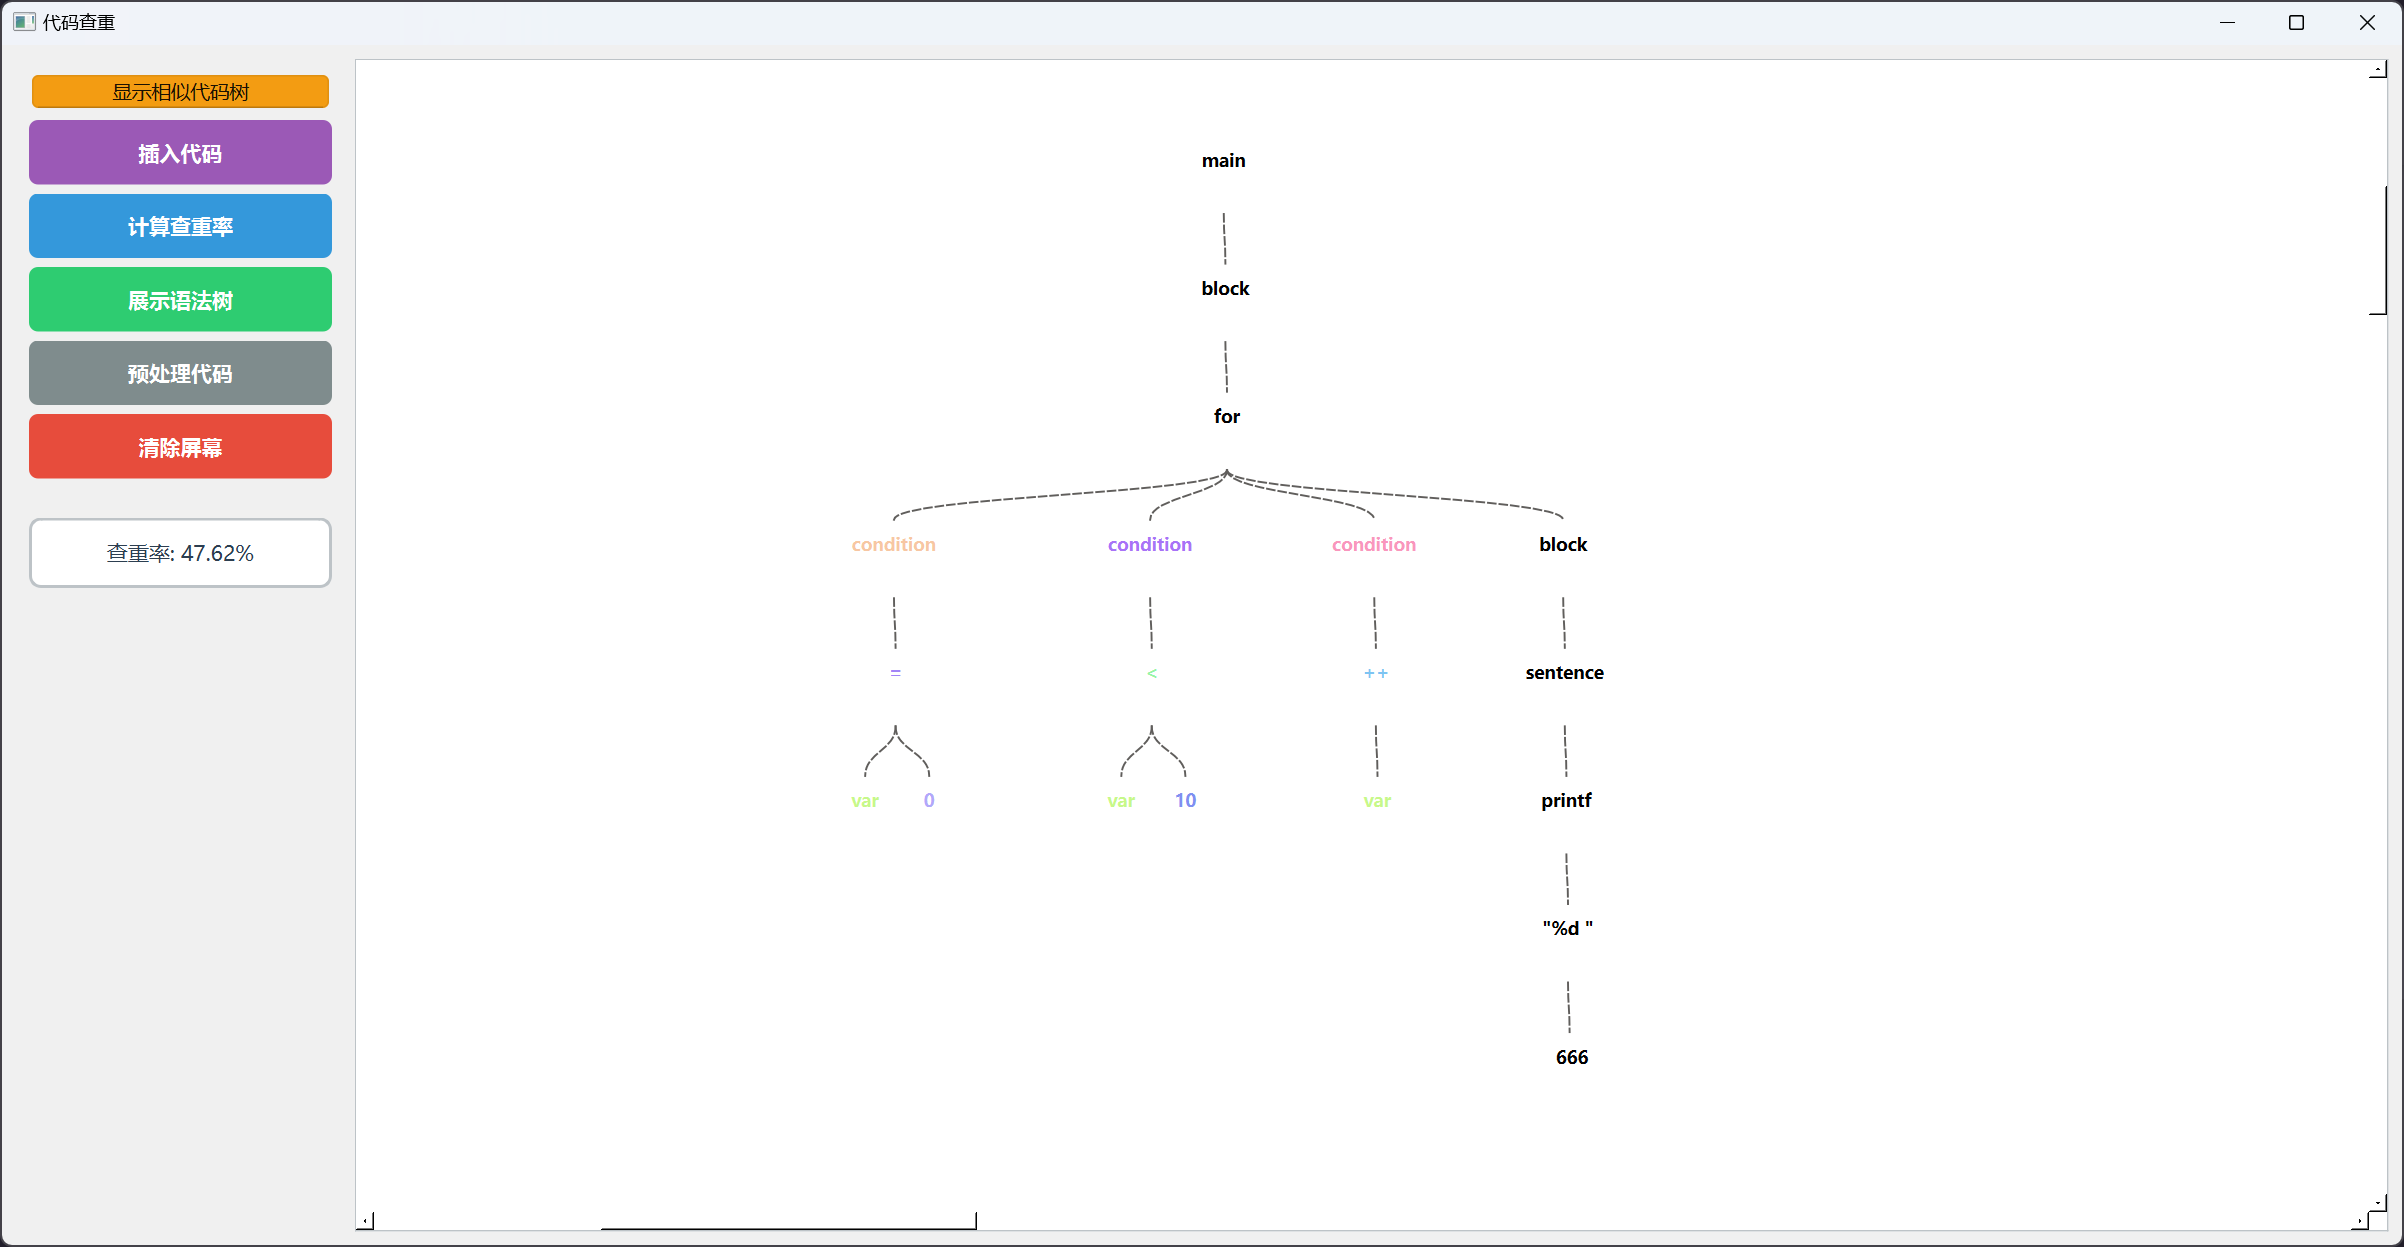 代码查重
显示相似代码树
插入代码
计算查重率
展示语法树
预处理代码
清除屏幕
查重率: 47.62%
main
block
for
condition condition condition block
= < ++ sentence
var 0 var 10 var printf
"%d "
666